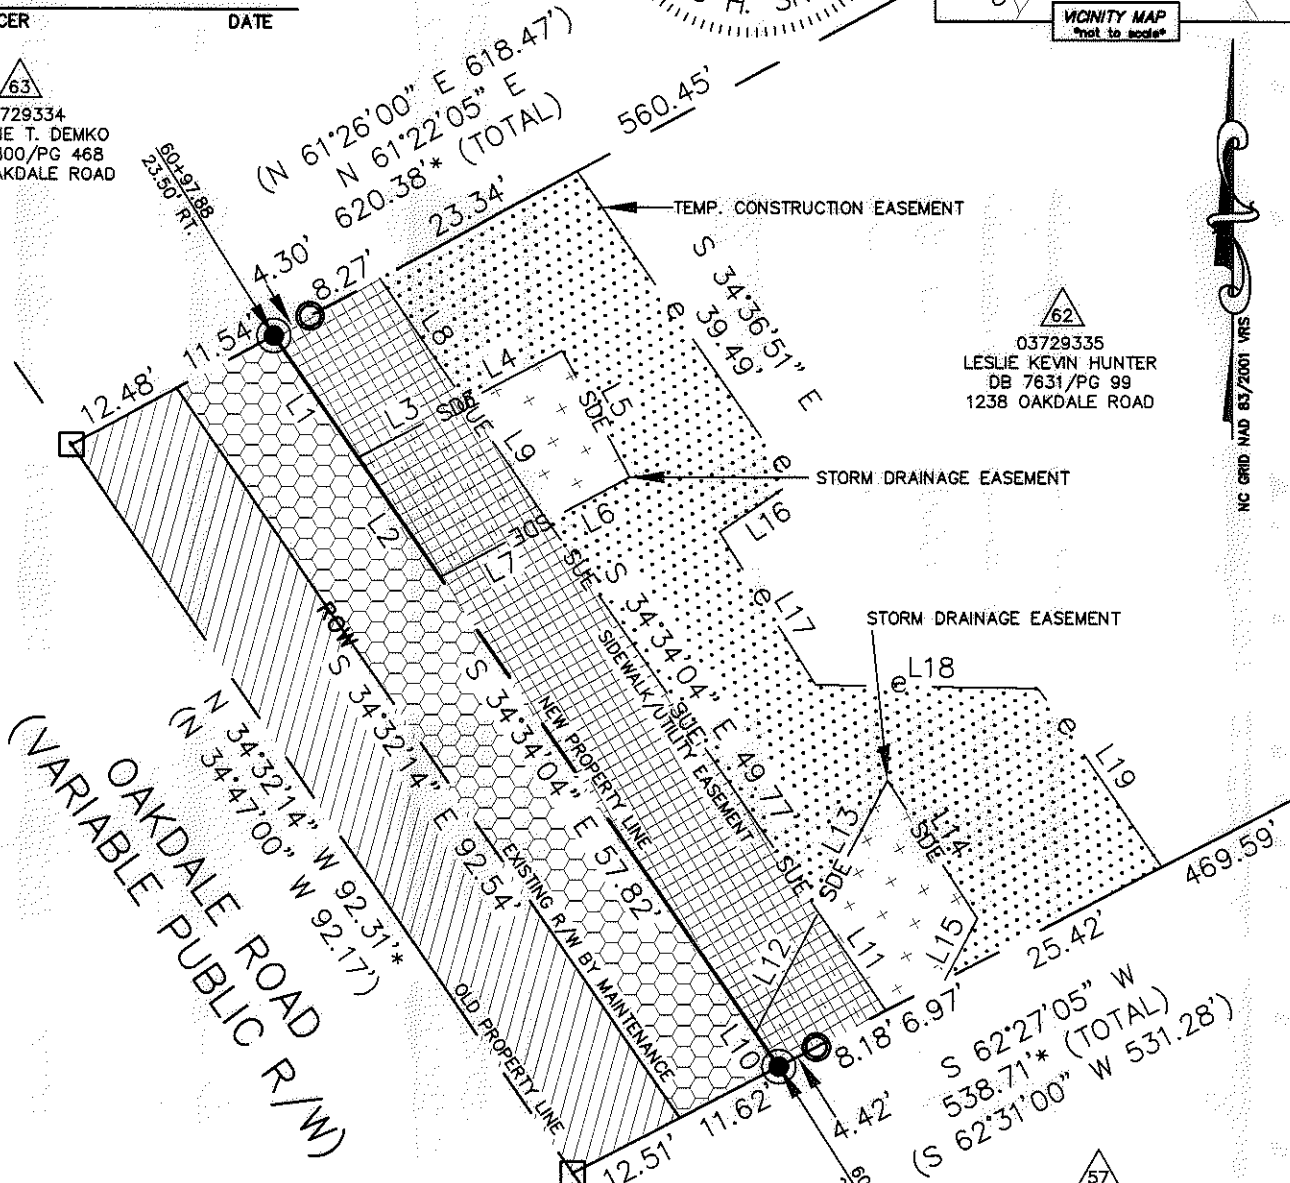 CER
DATE
H.
VICINITY MAP
*not to scale*
63
729334
IE T. DEMKO
00/PG 468
AKDALE ROAD
60+97.88
23.50' RT.
(N 61°26'00" E 618.47')
N 61°22'05" E
620.38'* (TOTAL)
560.45'
23.34'
4.30'
8.27'
11.54'
12.48'
TEMP. CONSTRUCTION EASEMENT
S 34°36'51" E
39.49'
62
03729335
LESLIE KEVIN HUNTER
DB 7631/PG 99
1238 OAKDALE ROAD
NC GRID NAD 83/2001 VRS
L1
L2
L3
L4
L5
L6
L7
L8
L9
SDE
SDE
SDE
SUE
SUE
SUE
SUE
e
e
e
e
e
STORM DRAINAGE EASEMENT
L16
L17
L18
L19
STORM DRAINAGE EASEMENT
S 34°34'04" E 49.77'
SIDEWALK/UTILITY EASEMENT
ROW
S 34°32'14" E 92.54'
EXISTING R/W BY MAINTENANCE
S 34°34'04" E 57.82'
NEW PROPERTY LINE
N 34°32'14" W 92.31'*
(N 34°47'00" W 92.17')
OLD PROPERTY LINE
OAKDALE ROAD
(VARIABLE PUBLIC R/W)
L10
L11
L12
SDE L13
L14
SDE
L15
469.59'
25.42'
6.97'
8.18'
4.42'
11.62'
12.51'
S 62°27'05" W
538.71'* (TOTAL)
(S 62°31'00" W 531.28')
57